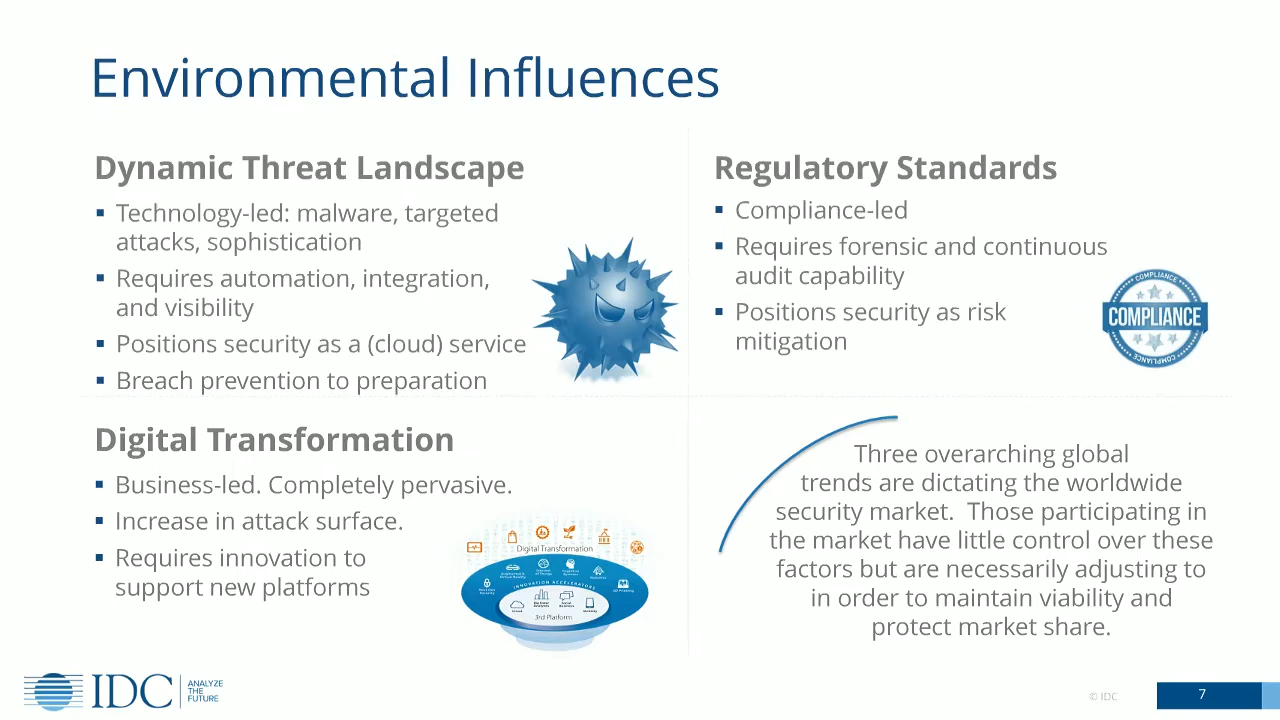 Environmental Influences
Dynamic Threat Landscape
Technology-led: malware, targeted
attacks, sophistication
Requires automation, integration,
and visibility
Positions security as a (cloud) service
Breach prevention to preparation
Regulatory Standards
Compliance-led
Requires forensic and continuous
audit capability
Positions security as risk
mitigation
COMPLIANCE
COMPLIANCE
COMPLIANCE
Digital Transformation
Business-led. Completely pervasive.
Increase in attack surface.
Requires innovation to
support new platforms
Digital Transformation
INNOVATION ACCELERATORS
3rd Platform
Three overarching global
trends are dictating the worldwide
security market.  Those participating in
the market have little control over these
factors but are necessarily adjusting to
in order to maintain viability and
protect market share.
IDC
ANALYZE
THE
FUTURE
© IDC
7